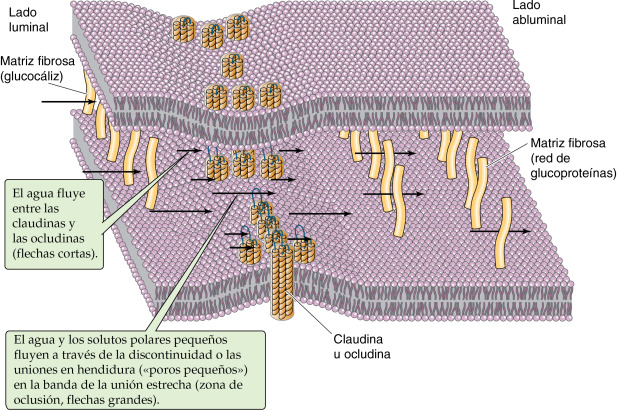 Lado
luminal
Lado
abluminal
Matriz fibrosa
(glucocáliz)
Matriz fibrosa
(red de
glucoproteínas)
El agua fluye
entre las
claudinas y
las ocludinas
(flechas cortas).
El agua y los solutos polares pequeños
fluyen a través de la discontinuidad o las
uniones en hendidura («poros pequeños»)
en la banda de la unión estrecha (zona de
oclusión, flechas grandes).
Claudina
u ocludina